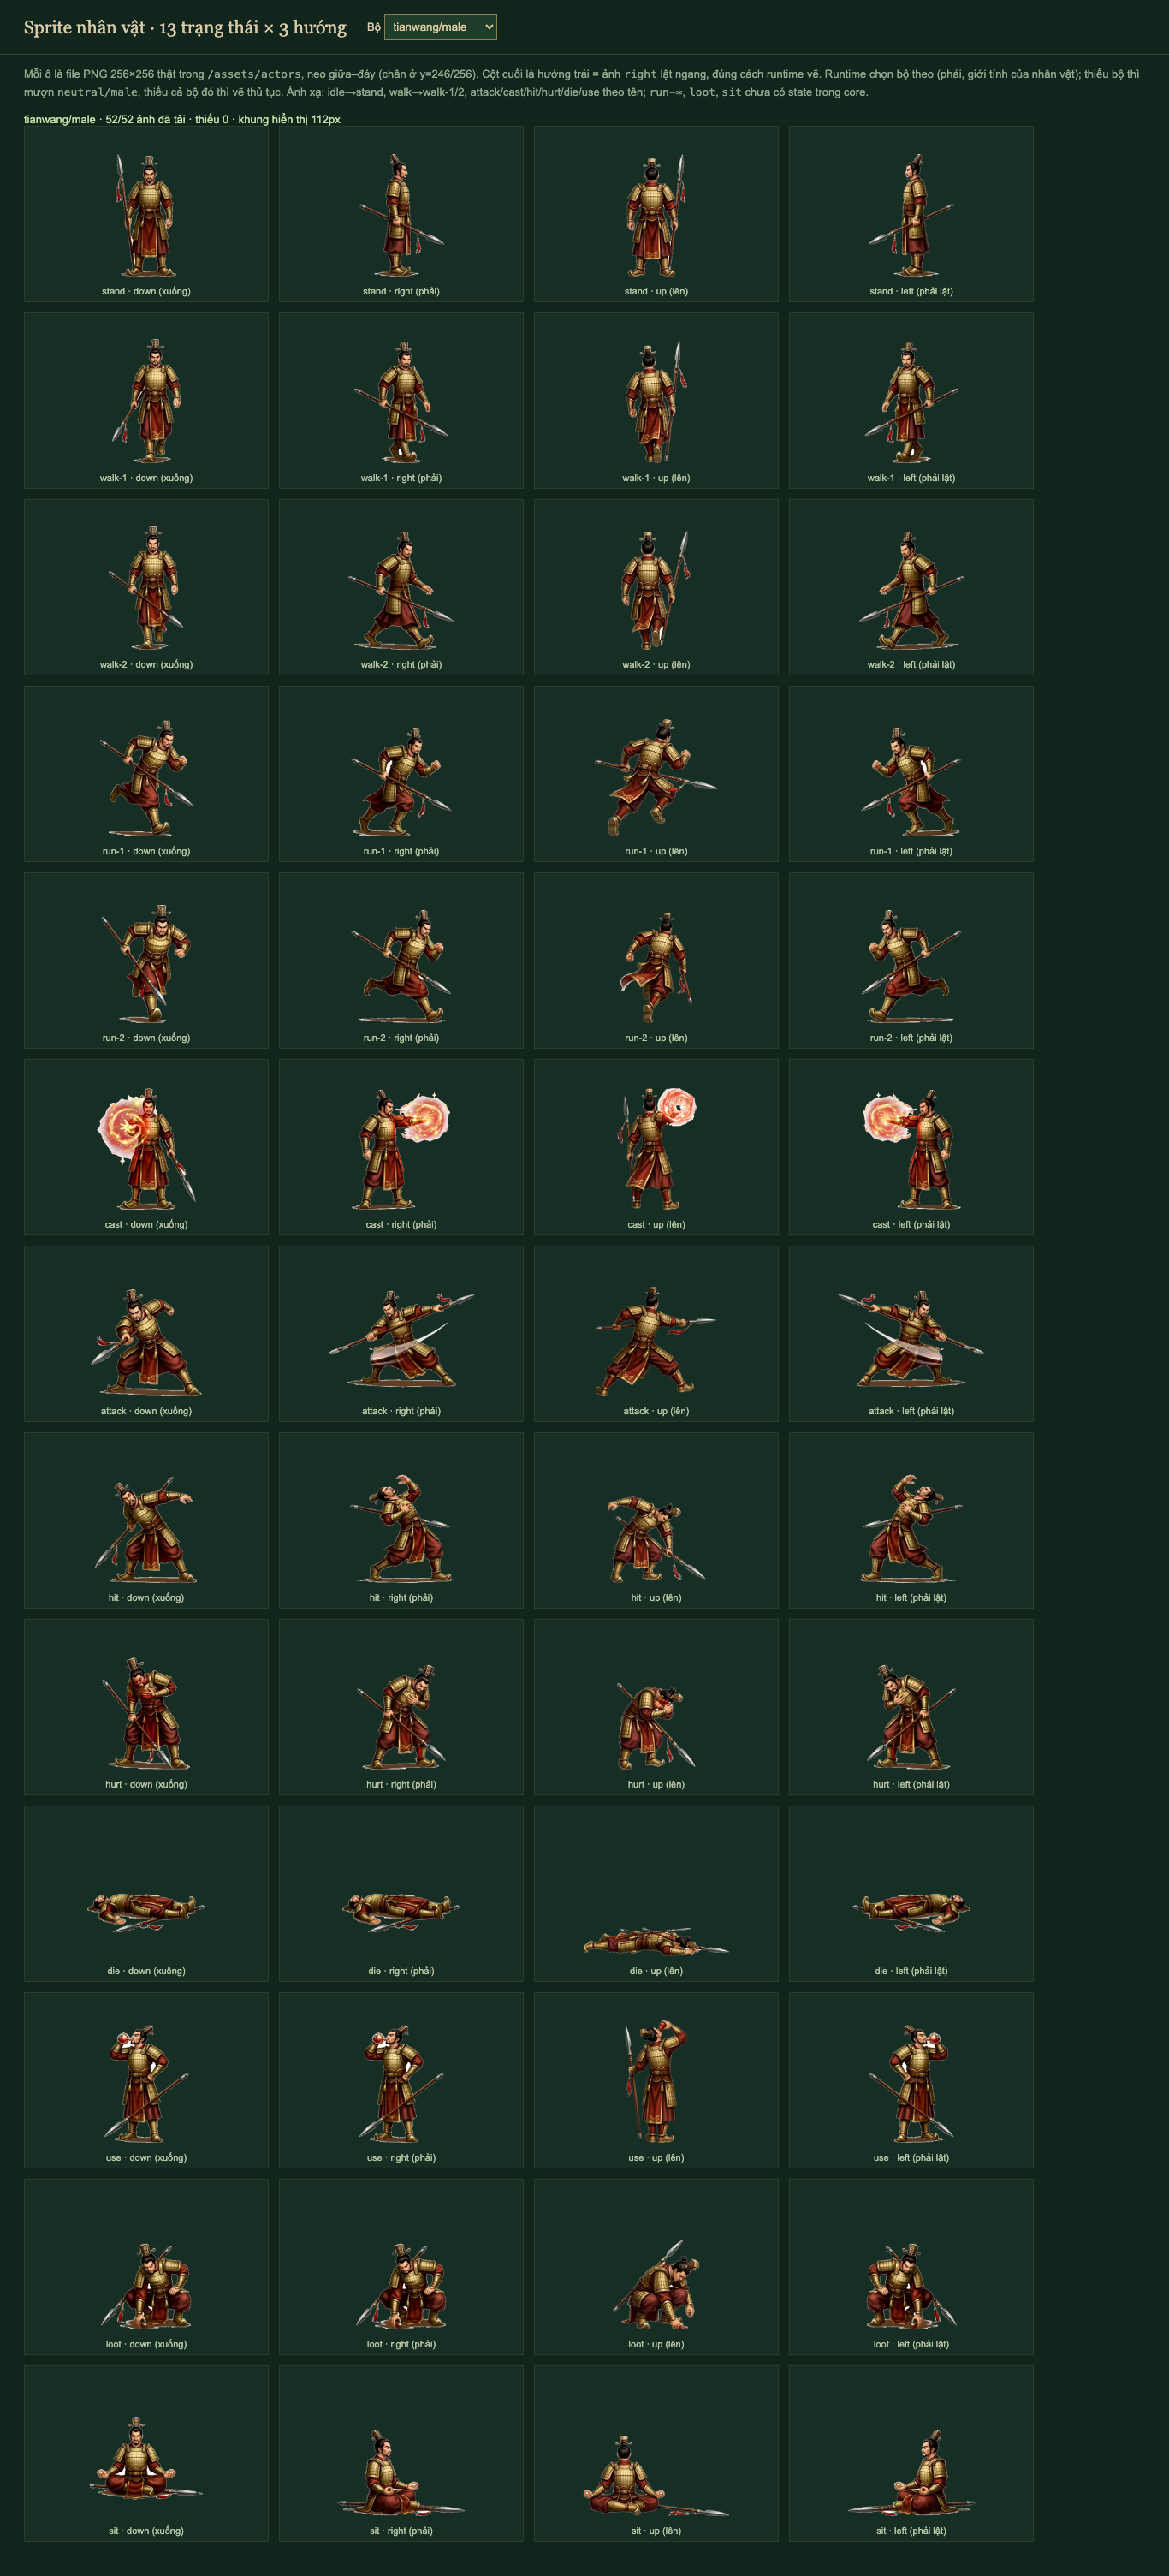 Sprite nhân vật · 13 trạng thái × 3 hướng Bộ tianwang/male
Mỗi ô là file PNG 256×256 thật trong /assets/actors, neo giữa–đáy (chân ở y=246/256). Cột cuối là hướng trái = ảnh right lật ngang, đúng cách runtime vẽ. Runtime chọn bộ theo (phái, giới tính của nhân vật); thiếu bộ thì
mượn neutral/male, thiếu cả bộ đó thì vẽ thủ tục. Ánh xạ: idle→stand, walk→walk-1/2, attack/cast/hit/hurt/die/use theo tên; run-*, loot, sit chưa có state trong core.
tianwang/male · 52/52 ảnh đã tải · thiếu 0 · khung hiển thị 112px
stand · down (xuống) stand · right (phải) stand · up (lên) stand · left (phải lật)
walk-1 · down (xuống) walk-1 · right (phải) walk-1 · up (lên) walk-1 · left (phải lật)
walk-2 · down (xuống) walk-2 · right (phải) walk-2 · up (lên) walk-2 · left (phải lật)
run-1 · down (xuống) run-1 · right (phải) run-1 · up (lên) run-1 · left (phải lật)
run-2 · down (xuống) run-2 · right (phải) run-2 · up (lên) run-2 · left (phải lật)
cast · down (xuống) cast · right (phải) cast · up (lên) cast · left (phải lật)
attack · down (xuống) attack · right (phải) attack · up (lên) attack · left (phải lật)
hit · down (xuống) hit · right (phải) hit · up (lên) hit · left (phải lật)
hurt · down (xuống) hurt · right (phải) hurt · up (lên) hurt · left (phải lật)
die · down (xuống) die · right (phải) die · up (lên) die · left (phải lật)
use · down (xuống) use · right (phải) use · up (lên) use · left (phải lật)
loot · down (xuống) loot · right (phải) loot · up (lên) loot · left (phải lật)
sit · down (xuống) sit · right (phải) sit · up (lên) sit · left (phải lật)